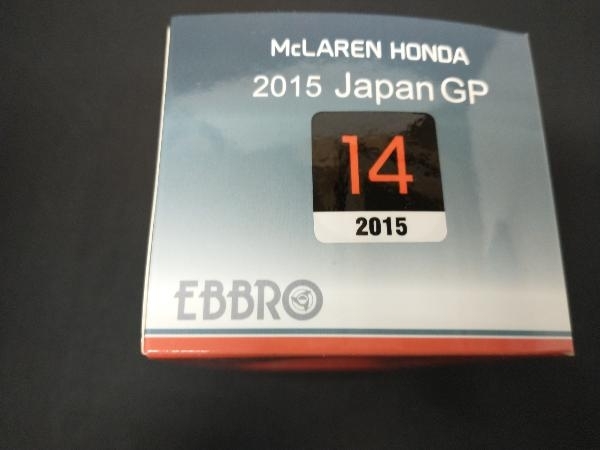 McLAREN HONDA
2015 Japan GP
14
2015
EBBRO